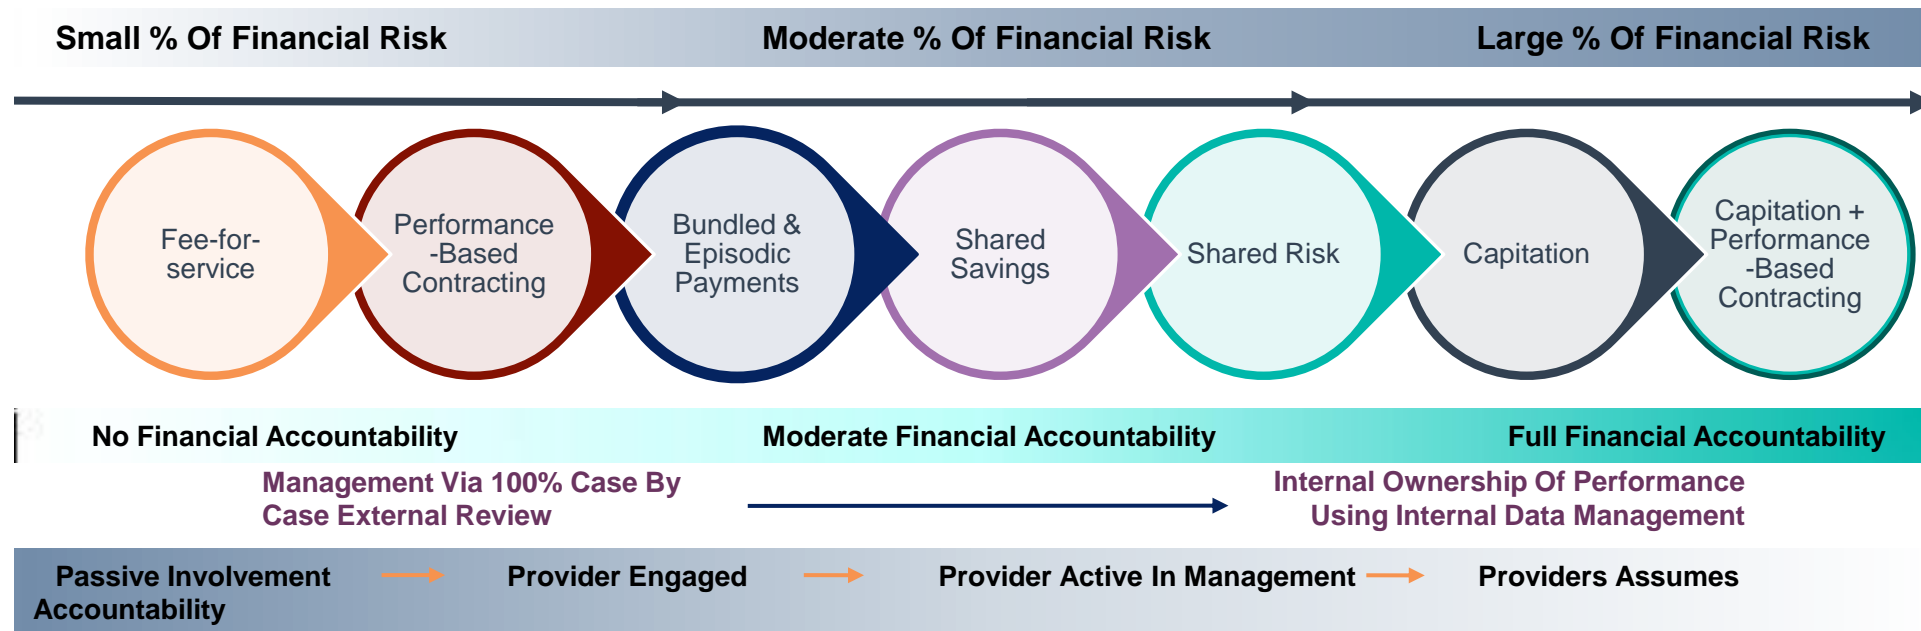 Small % Of Financial Risk
Moderate % Of Financial Risk
Large % Of Financial Risk
Fee-for-
service
Performance
-Based
Contracting
Bundled &
Episodic
Payments
Shared
Savings
Shared Risk
Capitation
Capitation +
Performance
-Based
Contracting
No Financial Accountability
Moderate Financial Accountability
Full Financial Accountability
Management Via 100% Case By
Case External Review
Internal Ownership Of Performance
Using Internal Data Management
Passive Involvement
Provider Engaged
Provider Active In Management
Providers Assumes
Accountability